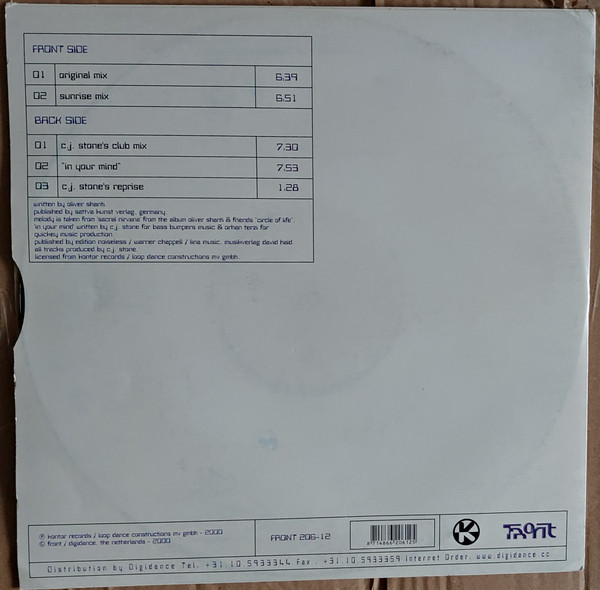 FRONT SIDE
01 original mix 6.39
02 sunrise mix 6.51
BACK SIDE
01 c.j. stone's club mix 7.30
02 "in your mind" 7.53
03 c.j. stone's reprise 1.28
written by oliver shanti
published by sattva kunst verlag, germany
melody is taken from 'sacral nirvana' from the album oliver shanti & friends "circle of life".
'in your mind' written by c.j. stone for bass bumpers music & orhan terzi for
quickey music production
published by edition noiseless / warner chappell / lina music, musikverlag david haid
all tracks produced by c.j. stone.
licensed from kontor records / loop dance constructions mv gmbh.
℗ kontor records / loop dance constructions mv gmbh - 2000
© front / digidance, the netherlands - 2000
FRONT 206-12
8 714866 206125
K
FRONT
Distribution by Digidance Tel. +31.10.5933344 Fax. +31.10.5933359 Internet Order. www.digidance.cc